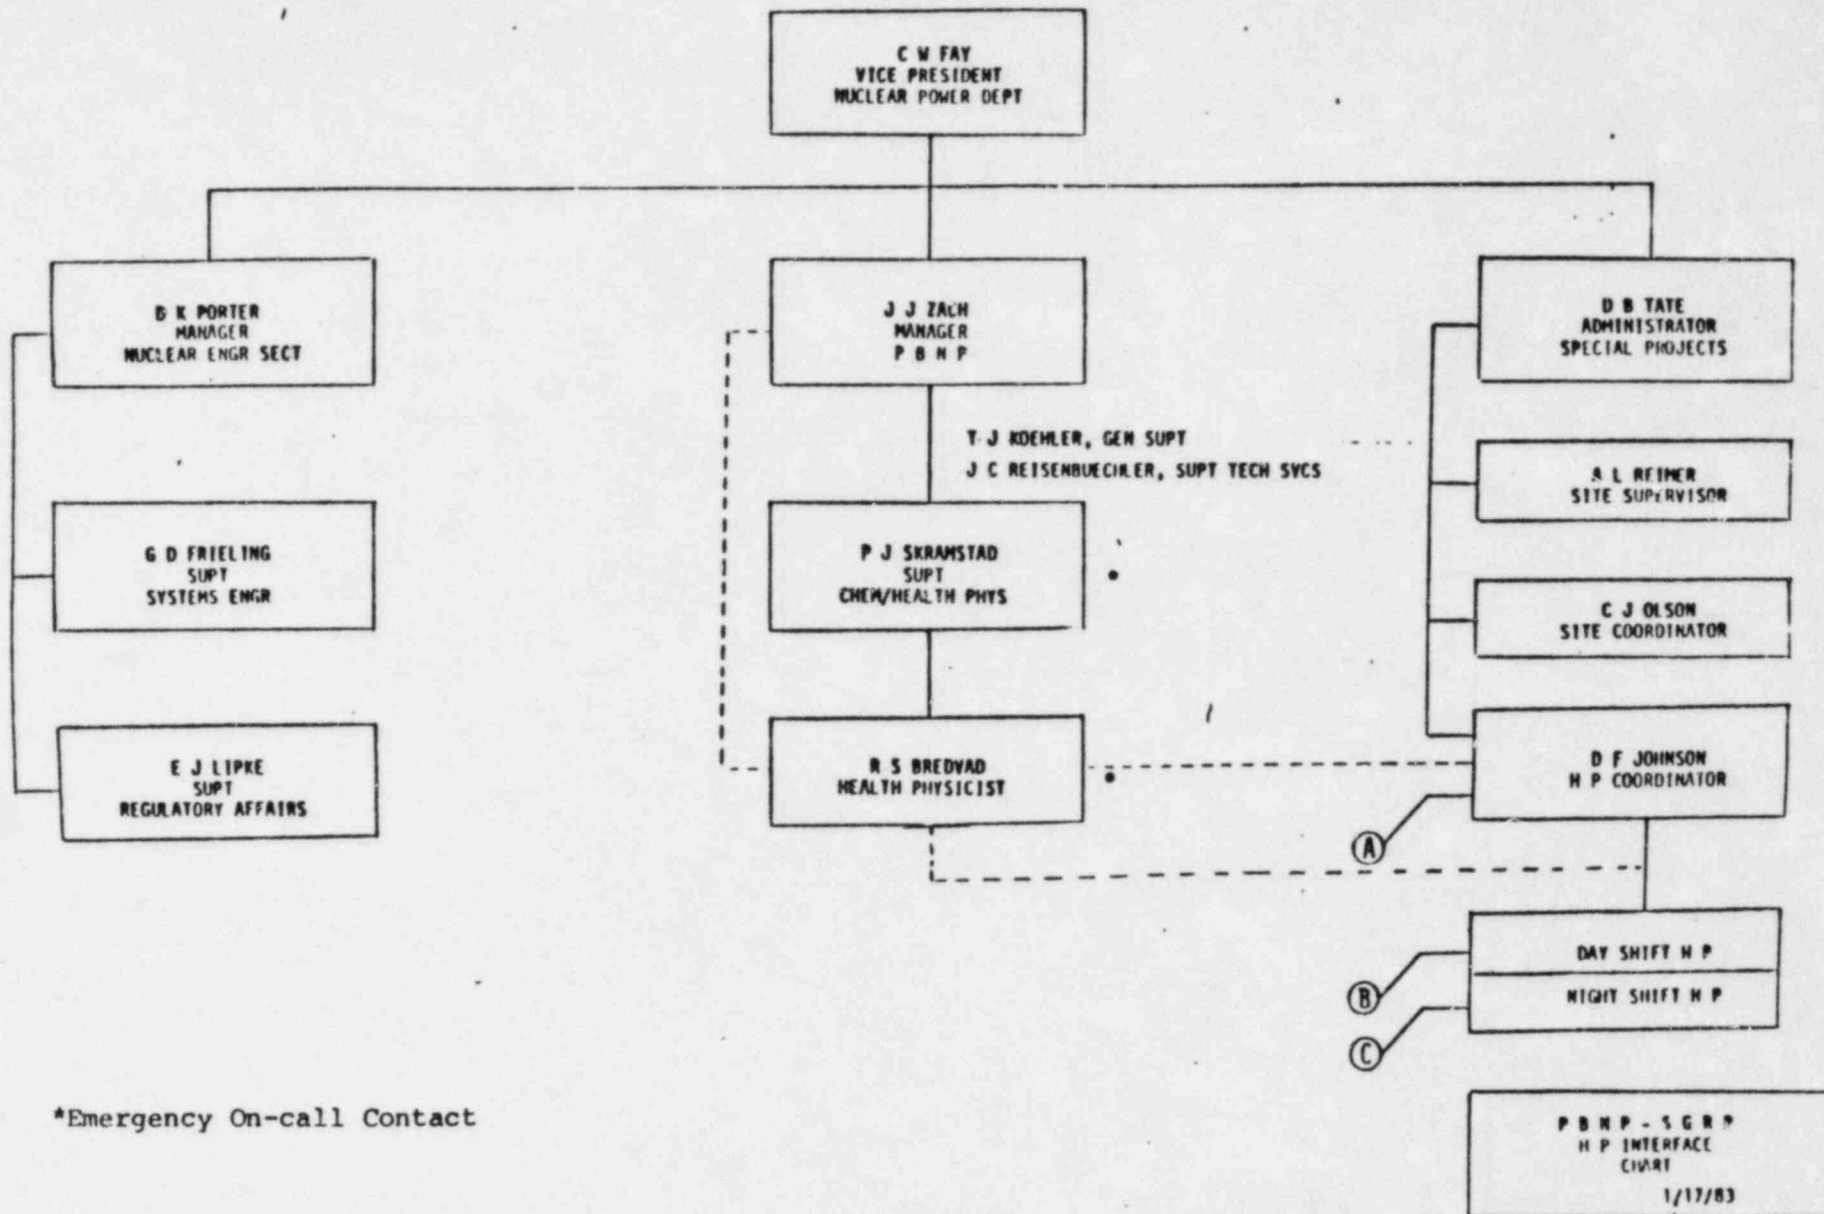 C W FAY
VICE PRESIDENT
NUCLEAR POWER DEPT
D K PORTER
MANAGER
NUCLEAR ENGR SECT
J J ZACH
MANAGER
P B N P
D B TATE
ADMINISTRATOR
SPECIAL PROJECTS
T J KOEHLER, GEN SUPT
J C REISENBUECHLER, SUPT TECH SVCS
A L REIMER
SITE SUPERVISOR
G D FRIELING
SUPT
SYSTEMS ENGR
P J SKRAMSTAD
SUPT
CHEM/HEALTH PHYS
C J OLSON
SITE COORDINATOR
E J LIPKE
SUPT
REGULATORY AFFAIRS
R S BREDVAD
HEALTH PHYSICIST
D F JOHNSON
H P COORDINATOR
A
DAY SHIFT H P
B
NIGHT SHIFT H P
C
*Emergency On-call Contact
P B N P - S G R P
H P INTERFACE
CHART
1/17/83